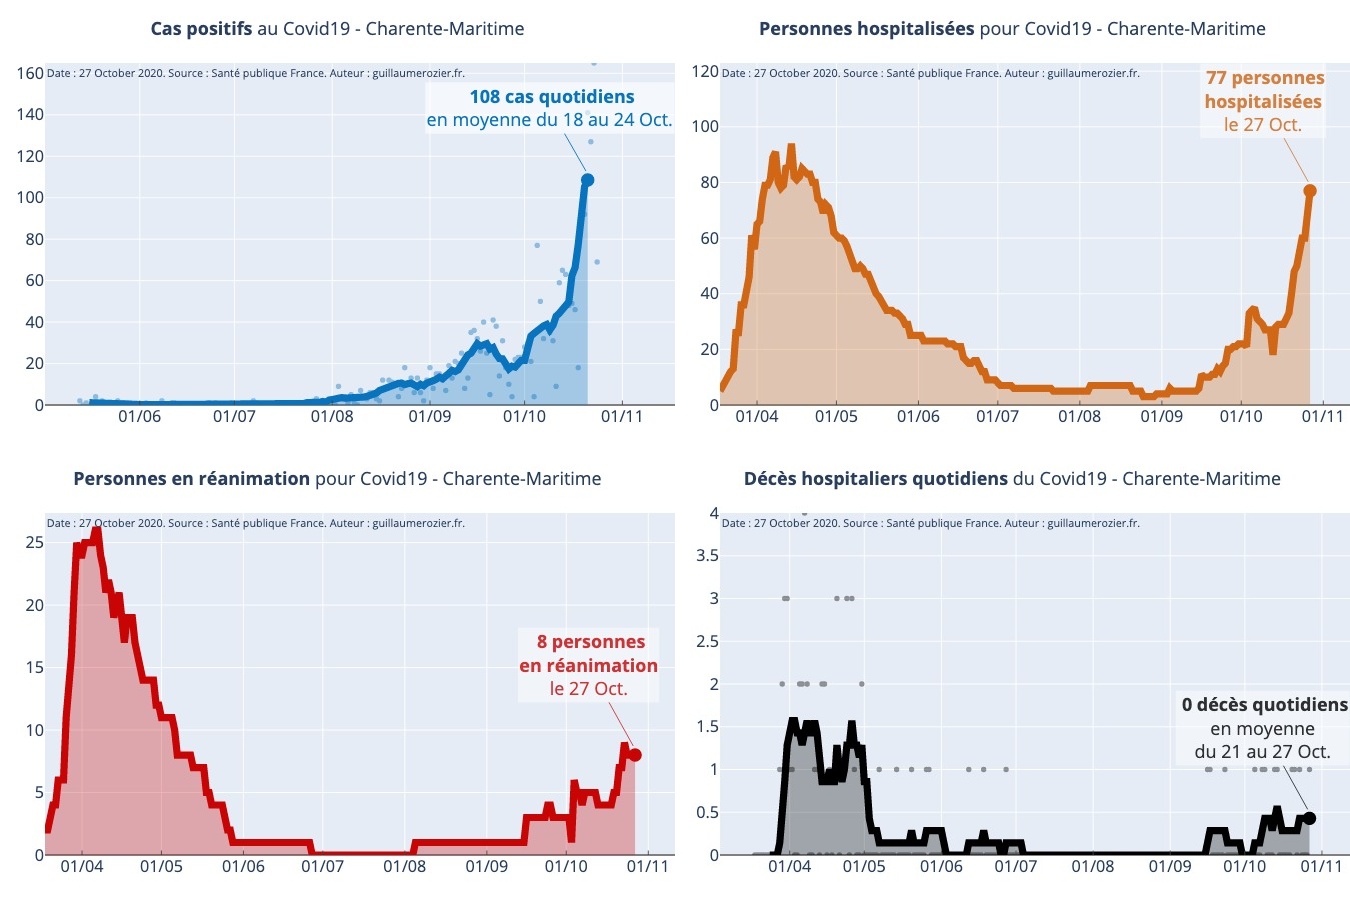 Cas positifs au Covid19 - Charente-Maritime
Date : 27 October 2020. Source : Santé publique France. Auteur : guillaumerozier.fr.
108 cas quotidiens
en moyenne du 18 au 24 Oct.
160
140
120
100
80
60
40
20
0
01/06 01/07 01/08 01/09 01/10 01/11
Personnes hospitalisées pour Covid19 - Charente-Maritime
Date : 27 October 2020. Source : Santé publique France. Auteur : guillaumerozier.fr.
77 personnes
hospitalisées
le 27 Oct.
120
100
80
60
40
20
0
01/04 01/05 01/06 01/07 01/08 01/09 01/10 01/11
Personnes en réanimation pour Covid19 - Charente-Maritime
Date : 27 October 2020. Source : Santé publique France. Auteur : guillaumerozier.fr.
8 personnes
en réanimation
le 27 Oct.
25
20
15
10
5
0
01/04 01/05 01/06 01/07 01/08 01/09 01/10 01/11
Décès hospitaliers quotidiens du Covid19 - Charente-Maritime
Date : 27 October 2020. Source : Santé publique France. Auteur : guillaumerozier.fr.
0 décès quotidiens
en moyenne
du 21 au 27 Oct.
4
3.5
3
2.5
2
1.5
1
0.5
0
01/04 01/05 01/06 01/07 01/08 01/09 01/10 01/11